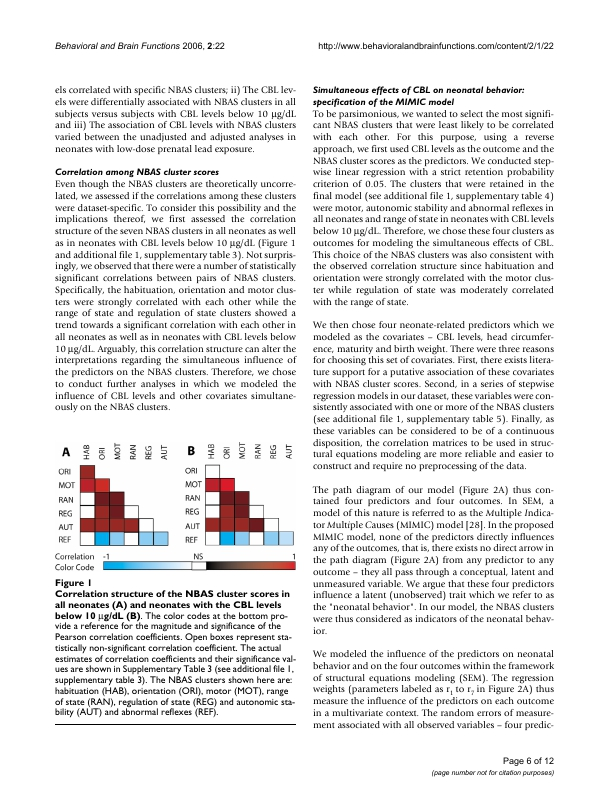 Behavioral and Brain Functions 2006, 2:22
http://www.behavioralandbrainfunctions.com/content/2/1/22
els correlated with specific NBAS clusters; ii) The CBL lev-
els were differentially associated with NBAS clusters in all
subjects versus subjects with CBL levels below 10 μg/dL
and iii) The association of CBL levels with NBAS clusters
varied between the unadjusted and adjusted analyses in
neonates with low-dose prenatal lead exposure.
Correlation among NBAS cluster scores
Even though the NBAS clusters are theoretically uncorre-
lated, we assessed if the correlations among these clusters
were dataset-specific. To consider this possibility and the
implications thereof, we first assessed the correlation
structure of the seven NBAS clusters in all neonates as well
as in neonates with CBL levels below 10 μg/dL (Figure 1
and additional file 1, supplementary table 3). Not surpris-
ingly, we observed that there were a number of statistically
significant correlations between pairs of NBAS clusters.
Specifically, the habituation, orientation and motor clus-
ters were strongly correlated with each other while the
range of state and regulation of state clusters showed a
trend towards a significant correlation with each other in
all neonates as well as in neonates with CBL levels below
10 μg/dL. Arguably, this correlation structure can alter the
interpretations regarding the simultaneous influence of
the predictors on the NBAS clusters. Therefore, we chose
to conduct further analyses in which we modeled the
influence of CBL levels and other covariates simultane-
ously on the NBAS clusters.
A HAB ORI MOT RAN REG AUT B HAB ORI MOT RAN REG AUT
ORI ORI
MOT MOT
RAN RAN
REG REG
AUT AUT
REF REF
Correlation -1 NS 1
Color Code
Figure 1
Correlation structure of the NBAS cluster scores in
all neonates (A) and neonates with the CBL levels
below 10 μg/dL (B). The color codes at the bottom pro-
vide a reference for the magnitude and significance of the
Pearson correlation coefficients. Open boxes represent sta-
tistically non-significant correlation coefficient. The actual
estimates of correlation coefficients and their significance val-
ues are shown in Supplementary Table 3 (see additional file 1,
supplementary table 3). The NBAS clusters shown here are:
habituation (HAB), orientation (ORI), motor (MOT), range
of state (RAN), regulation of state (REG) and autonomic sta-
bility (AUT) and abnormal reflexes (REF).
Simultaneous effects of CBL on neonatal behavior:
specification of the MIMIC model
To be parsimonious, we wanted to select the most signifi-
cant NBAS clusters that were least likely to be correlated
with each other. For this purpose, using a reverse
approach, we first used CBL levels as the outcome and the
NBAS cluster scores as the predictors. We conducted step-
wise linear regression with a strict retention probability
criterion of 0.05. The clusters that were retained in the
final model (see additional file 1, supplementary table 4)
were motor, autonomic stability and abnormal reflexes in
all neonates and range of state in neonates with CBL levels
below 10 μg/dL. Therefore, we chose these four clusters as
outcomes for modeling the simultaneous effects of CBL.
This choice of the NBAS clusters was also consistent with
the observed correlation structure since habituation and
orientation were strongly correlated with the motor clus-
ter while regulation of state was moderately correlated
with the range of state.
We then chose four neonate-related predictors which we
modeled as the covariates – CBL levels, head circumfer-
ence, maturity and birth weight. There were three reasons
for choosing this set of covariates. First, there exists litera-
ture support for a putative association of these covariates
with NBAS cluster scores. Second, in a series of stepwise
regression models in our dataset, these variables were con-
sistently associated with one or more of the NBAS clusters
(see additional file 1, supplementary table 5). Finally, as
these variables can be considered to be of a continuous
disposition, the correlation matrices to be used in struc-
tural equations modeling are more reliable and easier to
construct and require no preprocessing of the data.
The path diagram of our model (Figure 2A) thus con-
tained four predictors and four outcomes. In SEM, a
model of this nature is referred to as the Multiple Indica-
tor Multiple Causes (MIMIC) model [28]. In the proposed
MIMIC model, none of the predictors directly influences
any of the outcomes, that is, there exists no direct arrow in
the path diagram (Figure 2A) from any predictor to any
outcome – they all pass through a conceptual, latent and
unmeasured variable. We argue that these four predictors
influence a latent (unobserved) trait which we refer to as
the "neonatal behavior". In our model, the NBAS clusters
were thus considered as indicators of the neonatal behav-
ior.
We modeled the influence of the predictors on neonatal
behavior and on the four outcomes within the framework
of structural equations modeling (SEM). The regression
weights (parameters labeled as r1 to r7 in Figure 2A) thus
measure the influence of the predictors on each outcome
in a multivariate context. The random errors of measure-
ment associated with all observed variables – four predic-
Page 6 of 12
(page number not for citation purposes)